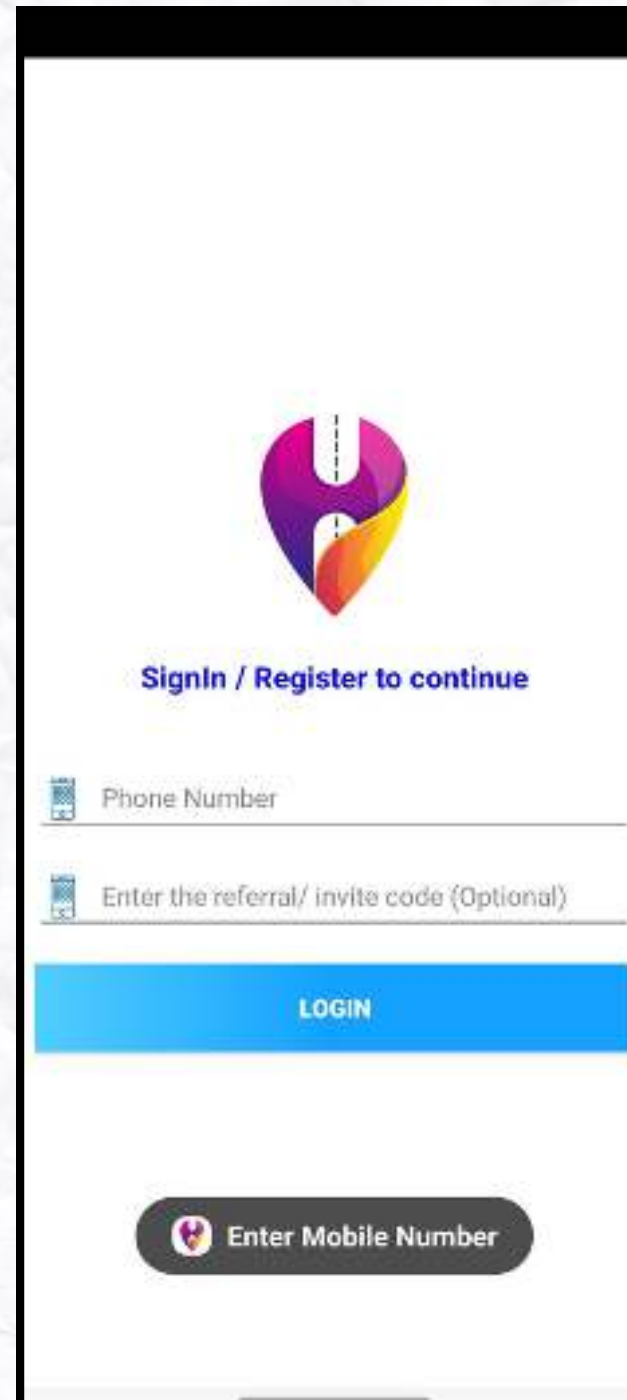 SignIn / Register to continue
Phone Number
Enter the referral/ invite code (Optional)
LOGIN
Enter Mobile Number